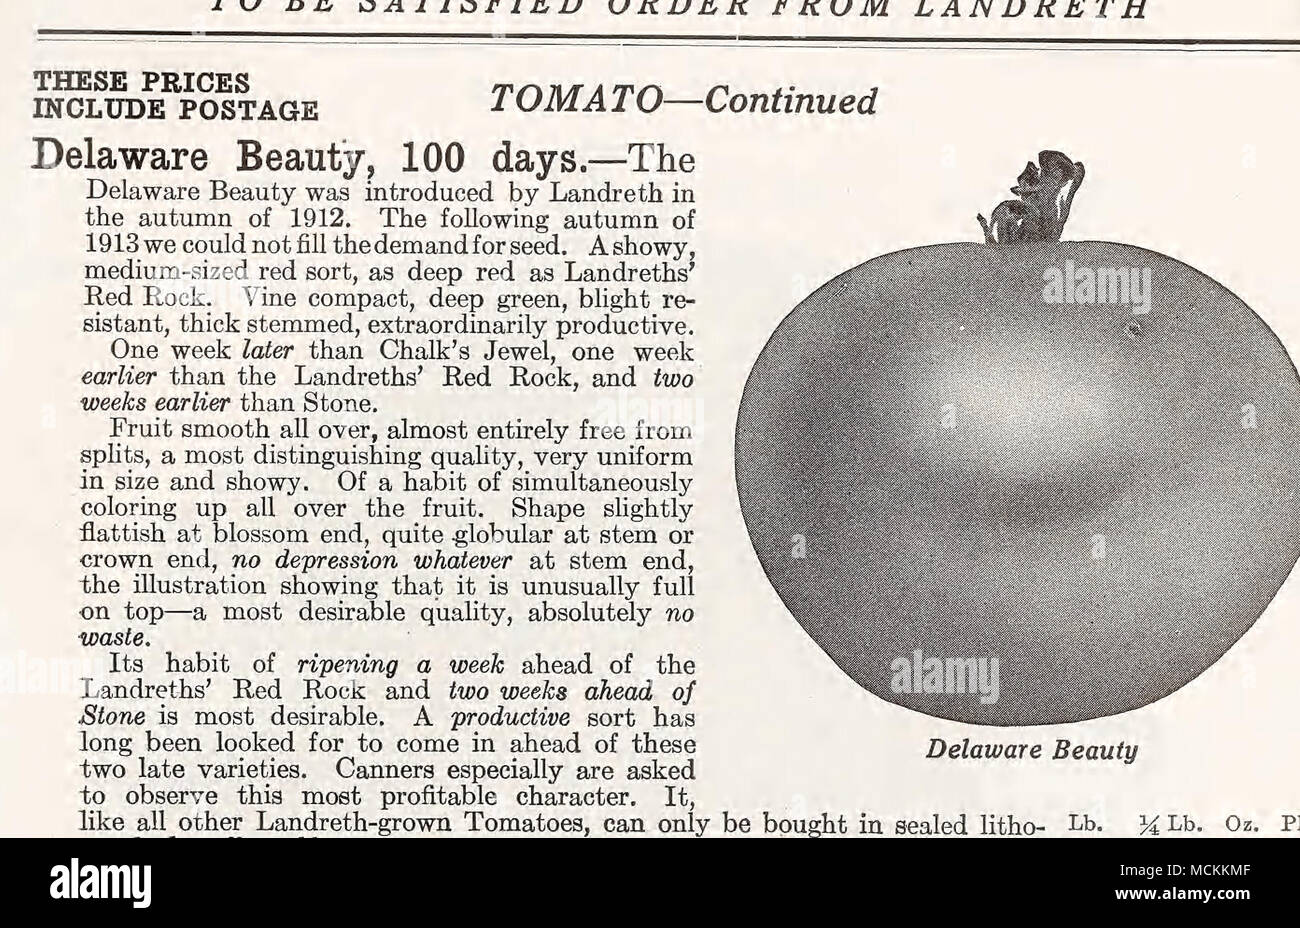 TO BE SATISFIED ORDER FROM LANDRETH
THESE PRICES
INCLUDE POSTAGE
TOMATO—Continued
Delaware Beauty, 100 days.—The
Delaware Beauty was introduced by Landreth in
the autumn of 1912. The following autumn of
1913 we could not fill the demand for seed. A showy,
medium-sized red sort, as deep red as Landreths'
Red Rock. Vine compact, deep green, blight re-
sistant, thick stemmed, extraordinarily productive.
One week later than Chalk's Jewel, one week
earlier than the Landreths' Red Rock, and two
weeks earlier than Stone.
Fruit smooth all over, almost entirely free from
splits, a most distinguishing quality, very uniform
in size and showy. Of a habit of simultaneously
coloring up all over the fruit. Shape slightly
flattish at blossom end, quite globular at stem or
crown end, no depression whatever at stem end,
the illustration showing that it is unusually full
on top—a most desirable quality, absolutely no
waste.
Its habit of ripening a week ahead of the
Landreths' Red Rock and two weeks ahead of
Stone is most desirable. A productive sort has
long been looked for to come in ahead of these
two late varieties. Canners especially are asked
to observe this most profitable character. It,
like all other Landreth-grown Tomatoes, can only be bought in sealed litho- Lb. ¼ Lb. Oz.
Delaware Beauty
alamy
alamy
alamy
a
a
a
a
a
alamy
Image ID: MCKKMF
www.alamy.com